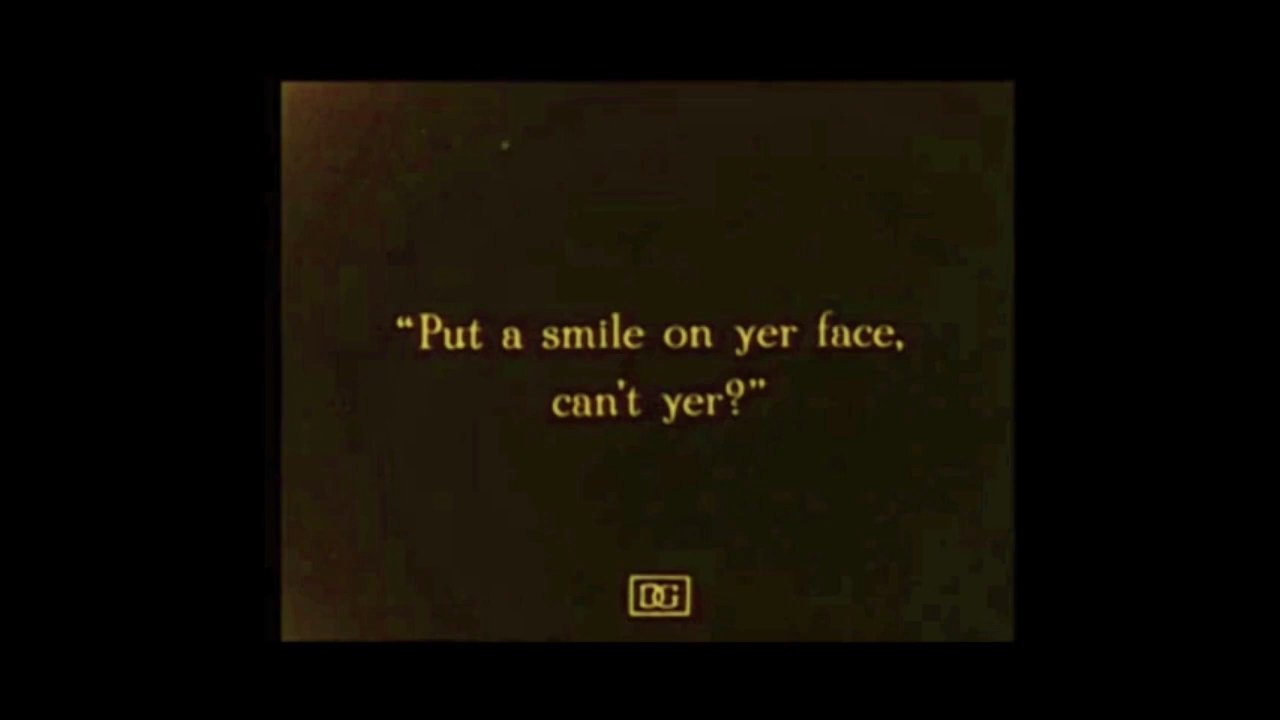 “Put a smile on yer face,
can't yer?”
DG